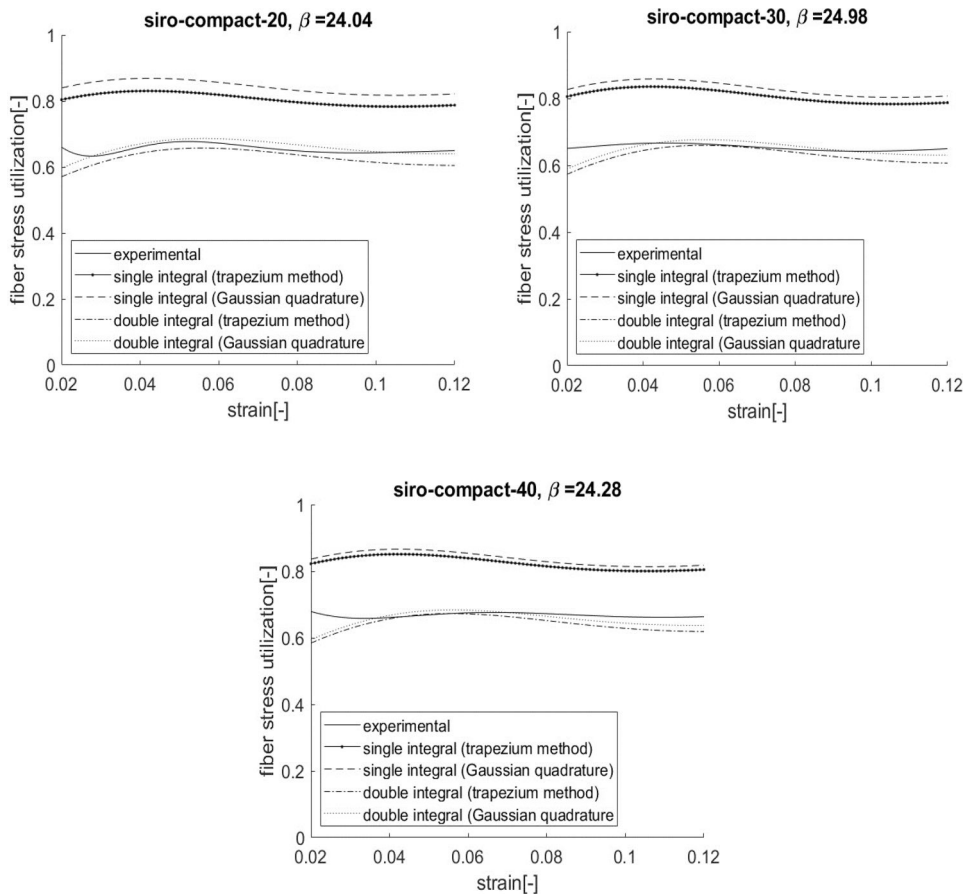 siro-compact-20, β =24.04
fiber stress utilization[-]
1
0.8
0.6
0.4
0.2
0
experimental
single integral (trapezium method)
single integral (Gaussian quadrature)
double integral (trapezium method)
double integral (Gaussian quadrature
0.02 0.04 0.06 0.08 0.1 0.12
strain[-]
siro-compact-30, β =24.98
fiber stress utilization[-]
1
0.8
0.6
0.4
0.2
0
experimental
single integral (trapezium method)
single integral (Gaussian quadrature)
double integral (trapezium method)
double integral (Gaussian quadrature
0.02 0.04 0.06 0.08 0.1 0.12
strain[-]
siro-compact-40, β =24.28
fiber stress utilization[-]
1
0.8
0.6
0.4
0.2
0
experimental
single integral (trapezium method)
single integral (Gaussian quadrature)
double integral (trapezium method)
double integral (Gaussian quadrature
0.02 0.04 0.06 0.08 0.1 0.12
strain[-]